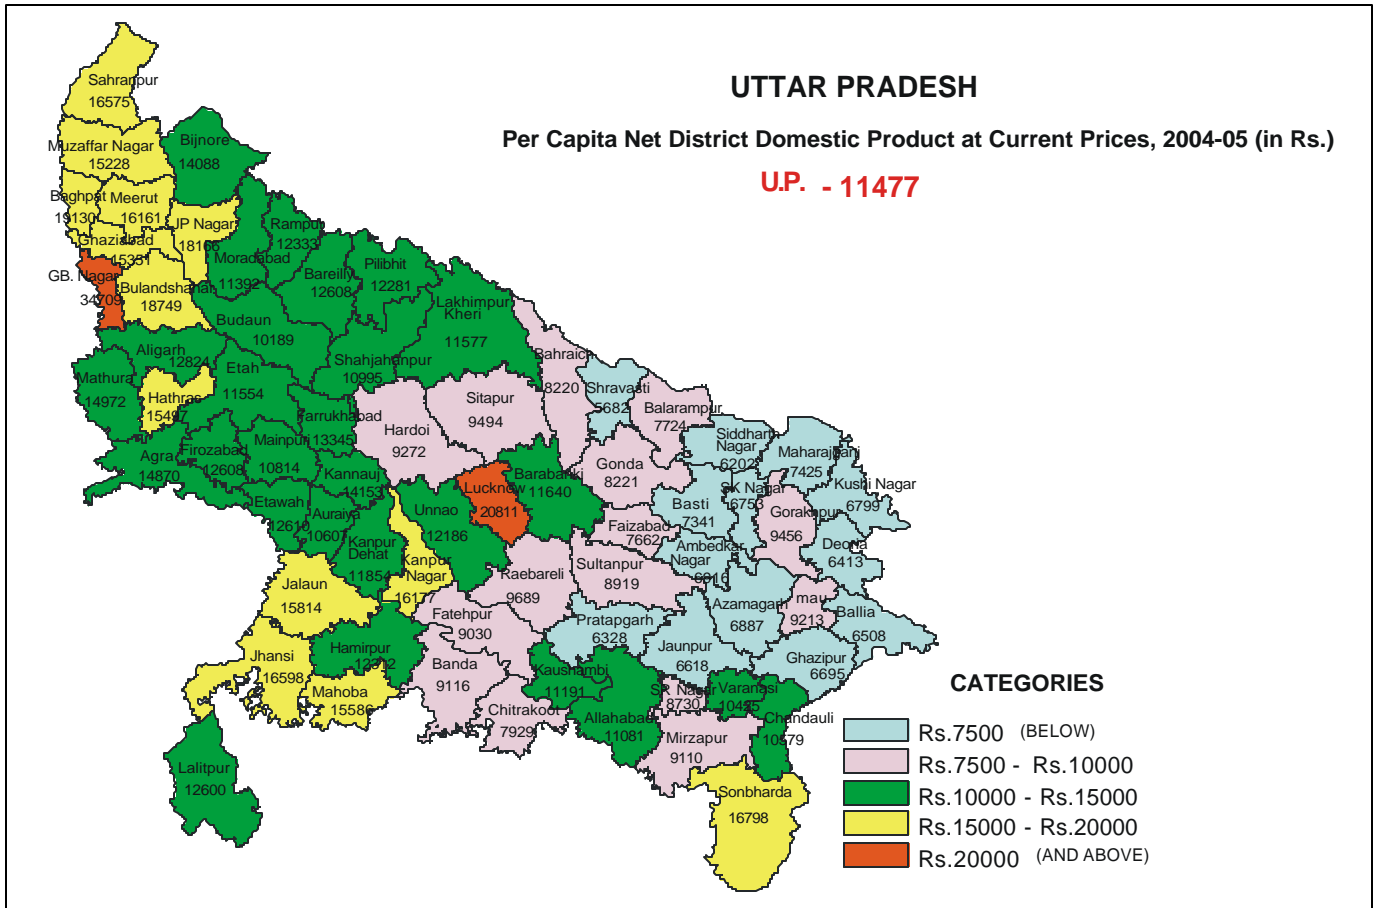 UTTAR PRADESH
Per Capita Net District Domestic Product at Current Prices, 2004-05 (in Rs.)
U.P. - 11477
Sahranpur
16575
Muzaffar Nagar
15228
Bijnore
14088
Baghpat
19130
Meerut
16161
JP Nagar
18166
Ghaziabad
15351
GB. Nagar
34709
Bulandshahar
18749
Moradabad
11392
Rampur
12333
Bareilly
12608
Pilibhit
12281
Lakhimpur
Kheri
11577
Budaun
10189
Shahjahanpur
10995
Aligarh
12824
Mathura
14972
Hathras
15497
Etah
11554
Farrukhabad
13345
Agra
14870
Firozabad
12608
Mainpuri
10814
Kannauj
14153
Etawah
12610
Auraiya
10607
Kanpur
Dehat
11854
Kanpur
Nagar
16177
Unnao
12186
Hardoi
9272
Sitapur
9494
Lucknow
20811
Barabanki
11640
Bahraich
8220
Shravasti
5682
Balarampur
7724
Gonda
8221
Siddharth
Nagar
6202
Maharajganj
7425
Kushi Nagar
6799
Basti
7341
SK Nagar
6753
Gorakhpur
9456
Deoria
6413
Faizabad
7662
Ambedkar
Nagar
6816
Sultanpur
8919
Raebareli
9689
Azamagarh
6887
mau
9213
Ballia
6508
Jalaun
15814
Fatehpur
9030
Pratapgarh
6328
Jaunpur
6618
Ghazipur
6695
Jhansi
16598
Hamirpur
12312
Mahoba
15586
Banda
9116
Chitrakoot
7929
Kaushambi
11191
Allahabad
11081
SR Nagar
8730
Varanasi
10425
Chandauli
10579
Mirzapur
9110
Sonbharda
16798
Lalitpur
12600
CATEGORIES
Rs.7500 (BELOW)
Rs.7500 - Rs.10000
Rs.10000 - Rs.15000
Rs.15000 - Rs.20000
Rs.20000 (AND ABOVE)